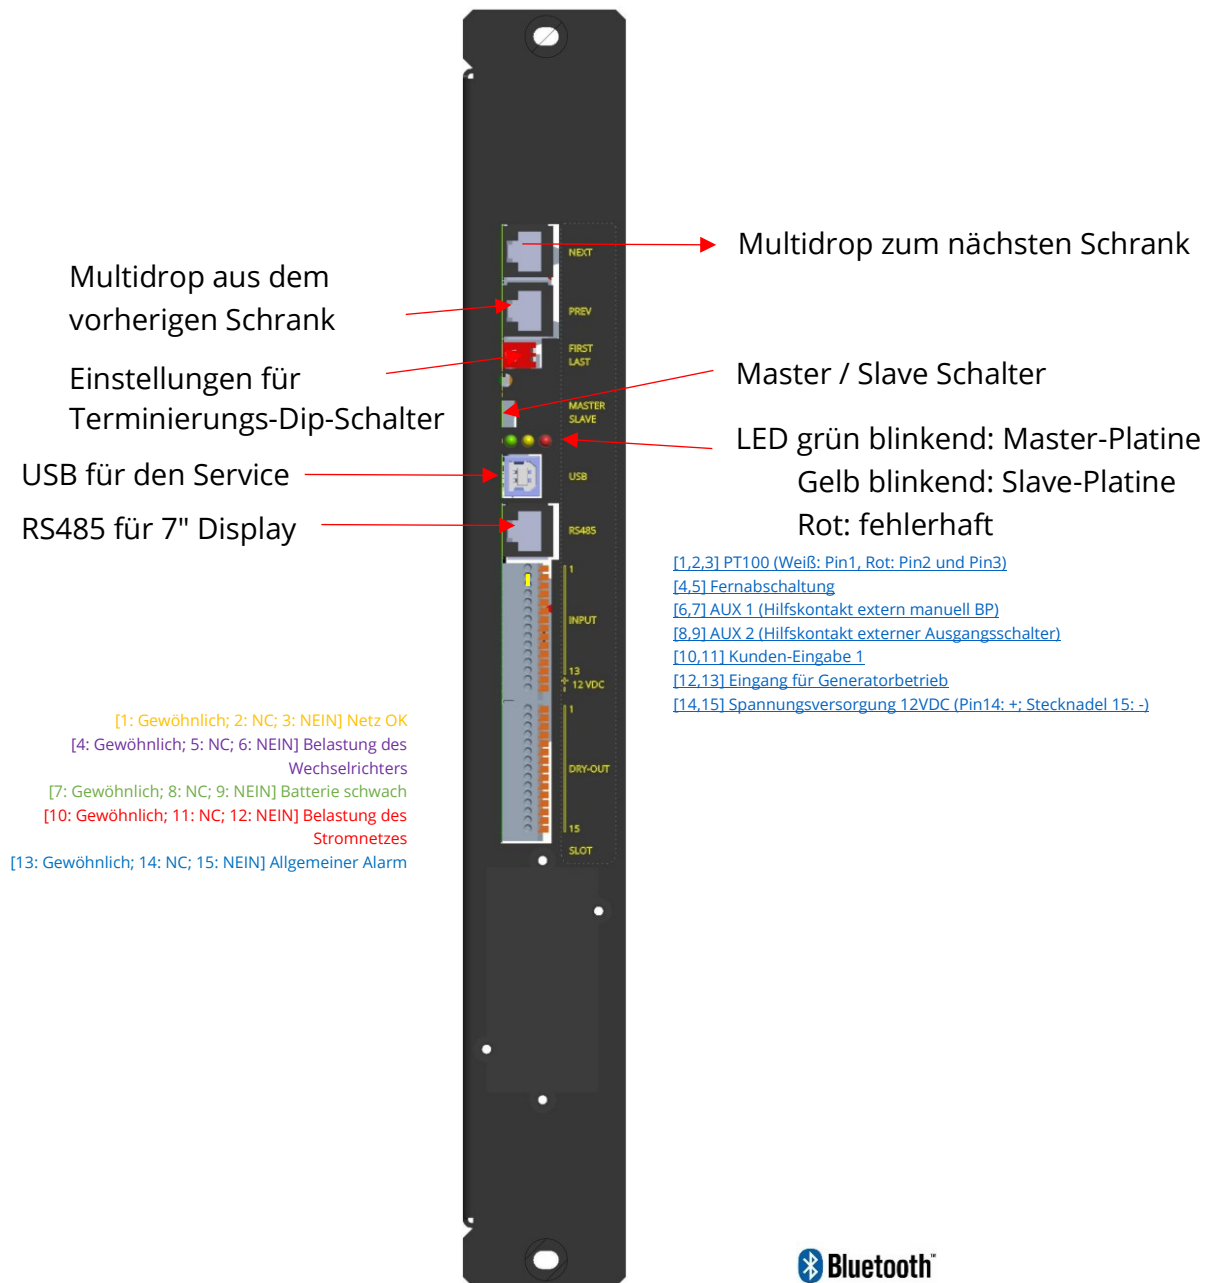 NEXT
Multidrop zum nächsten Schrank
Multidrop aus dem
vorherigen Schrank
PREV
FIRST
LAST
Einstellungen für
Terminierungs-Dip-Schalter
Master / Slave Schalter
MASTER
SLAVE
LED grün blinkend: Master-Platine
Gelb blinkend: Slave-Platine
Rot: fehlerhaft
USB für den Service
USB
RS485 für 7" Display
RS485
[1,2,3] PT100 (Weiß: Pin1, Rot: Pin2 und Pin3)
[4,5] Fernabschaltung
[6,7] AUX 1 (Hilfskontakt extern manuell BP)
[8,9] AUX 2 (Hilfskontakt externer Ausgangsschalter)
[10,11] Kunden-Eingabe 1
[12,13] Eingang für Generatorbetrieb
[14,15] Spannungsversorgung 12VDC (Pin14: +; Stecknadel 15: -)
1
INPUT
13
+ 12 VDC
-
1
DRY-OUT
15
SLOT
[1: Gewöhnlich; 2: NC; 3: NEIN] Netz OK
[4: Gewöhnlich; 5: NC; 6: NEIN] Belastung des
Wechselrichters
[7: Gewöhnlich; 8: NC; 9: NEIN] Batterie schwach
[10: Gewöhnlich; 11: NC; 12: NEIN] Belastung des
Stromnetzes
[13: Gewöhnlich; 14: NC; 15: NEIN] Allgemeiner Alarm
Bluetooth™